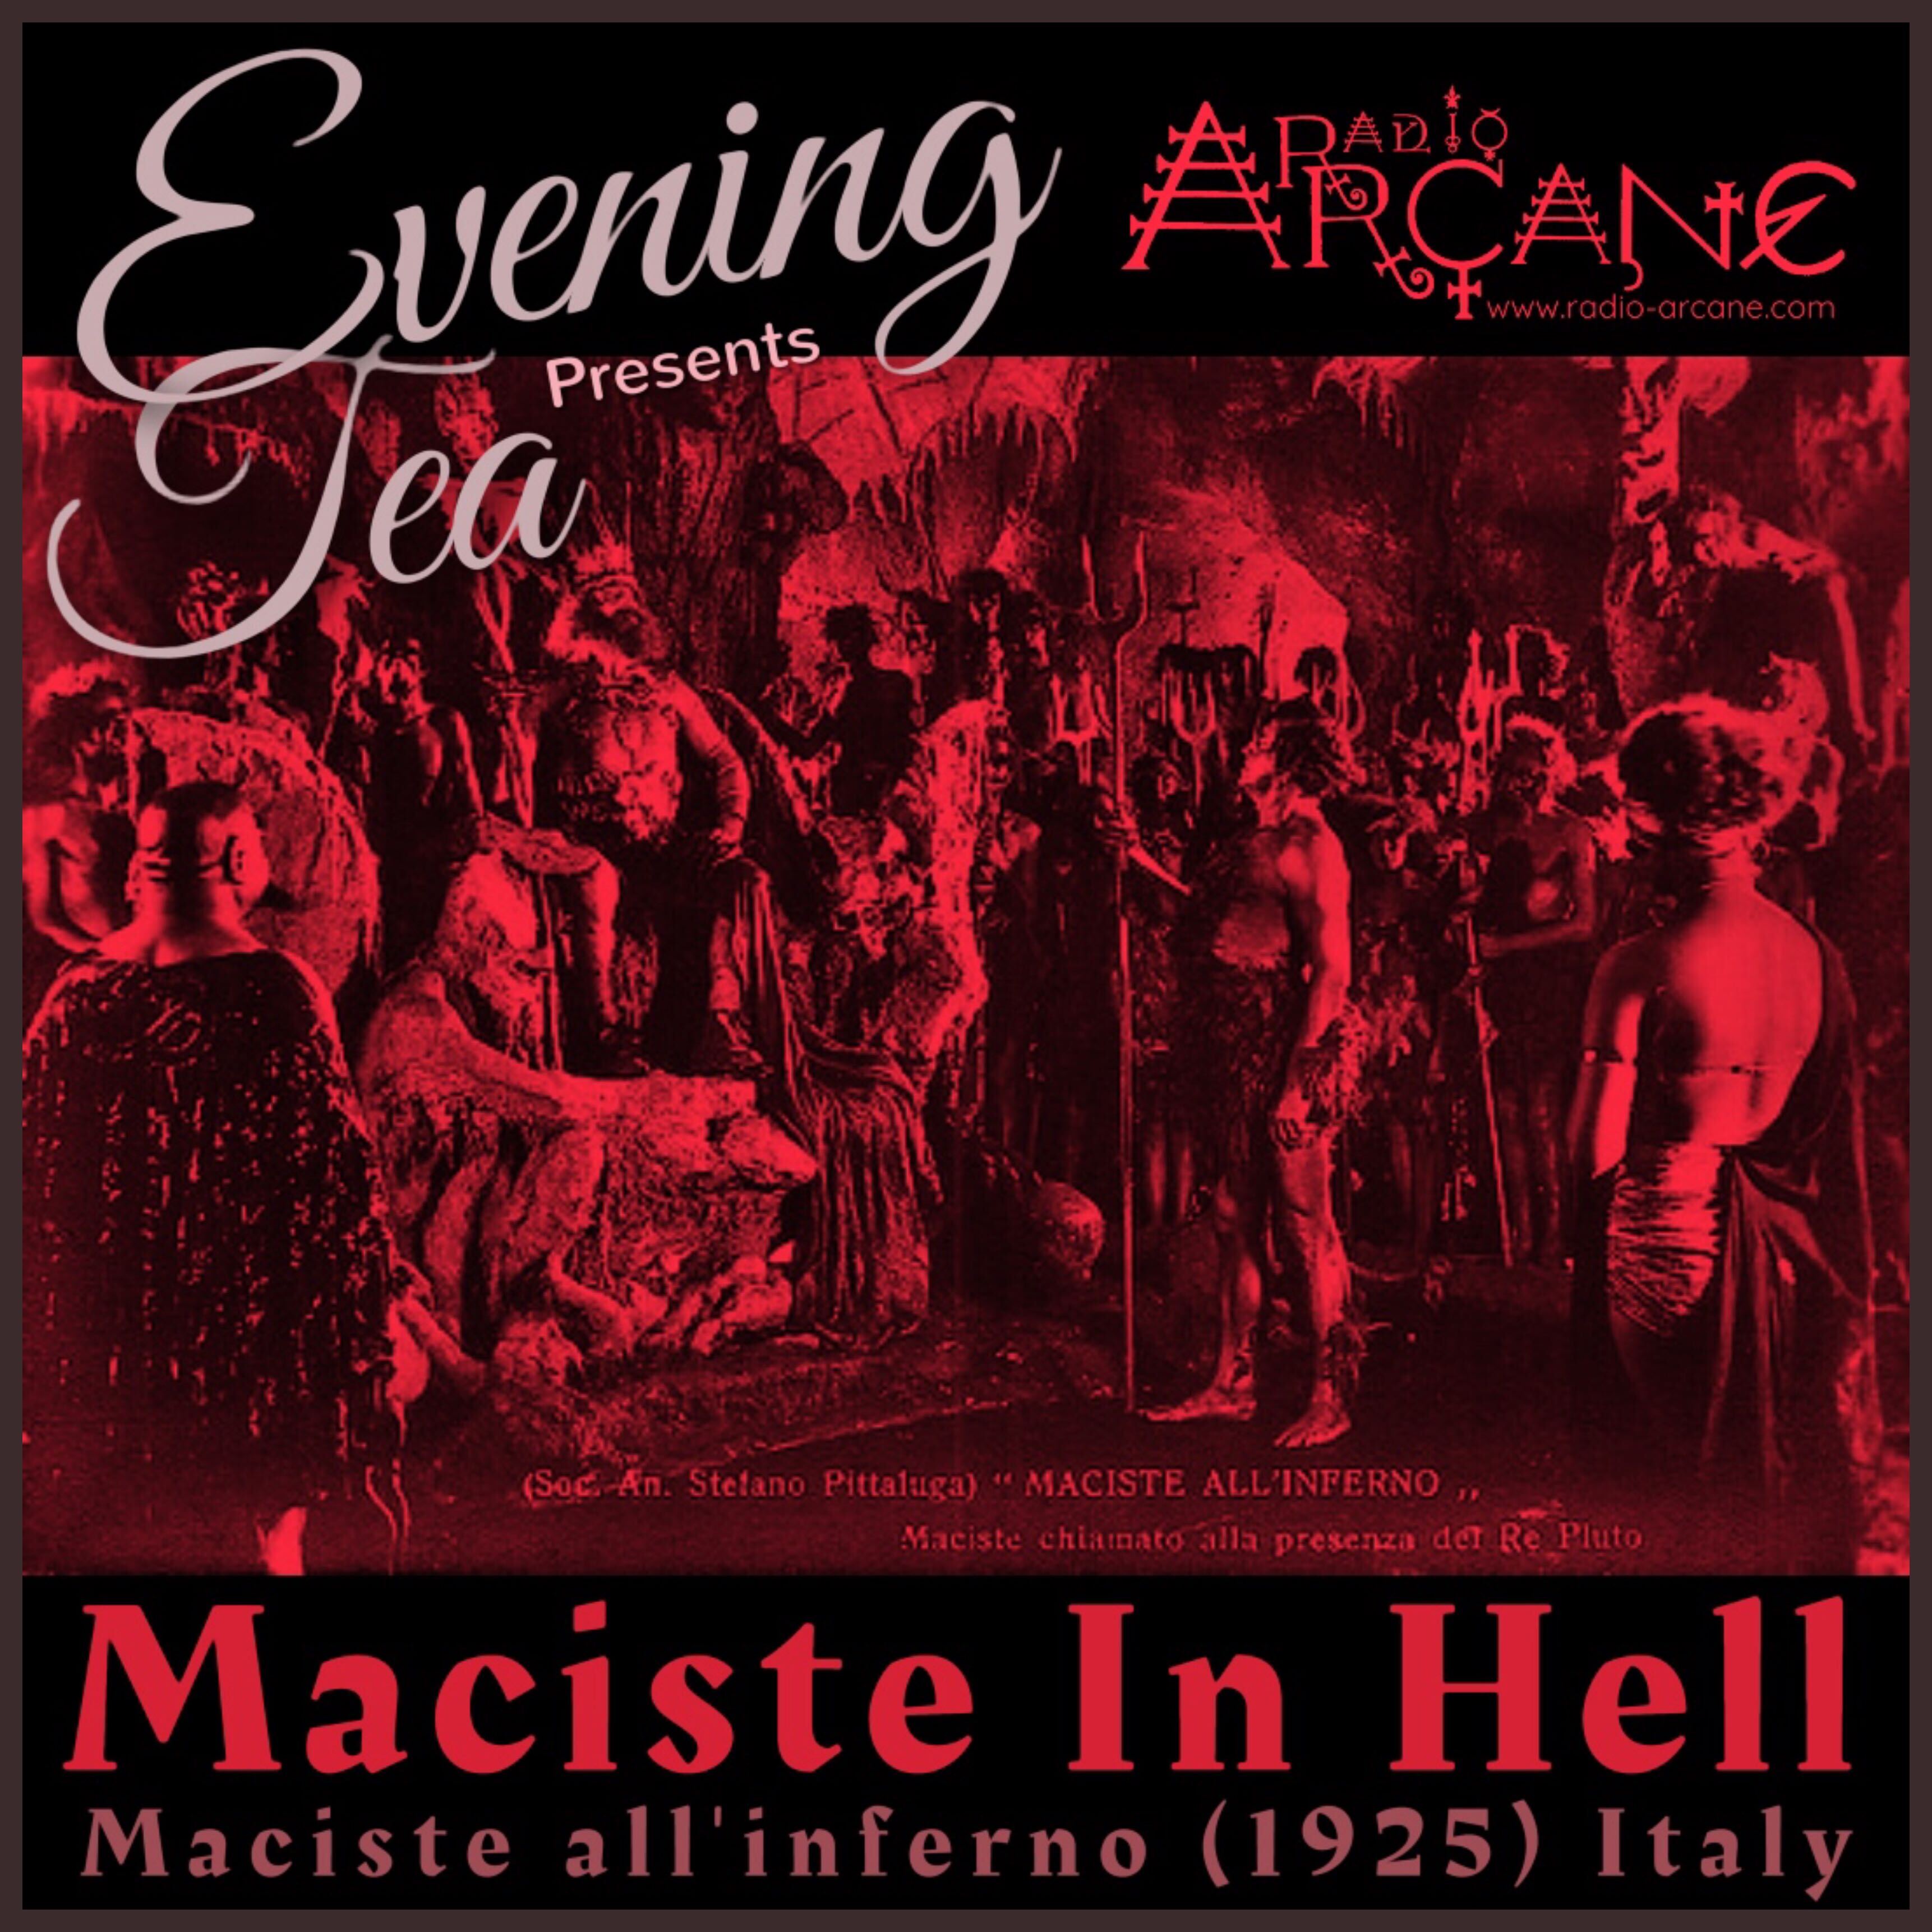 Evening
Presents
Tea
RADIO
ARCANE
www.radio-arcane.com
(Soc. An. Stefano Pittaluga) “ MACISTE ALL'INFERNO „
Maciste chiamato alla presenza del Re Pluto
Maciste In Hell
Maciste all'inferno (1925) Italy